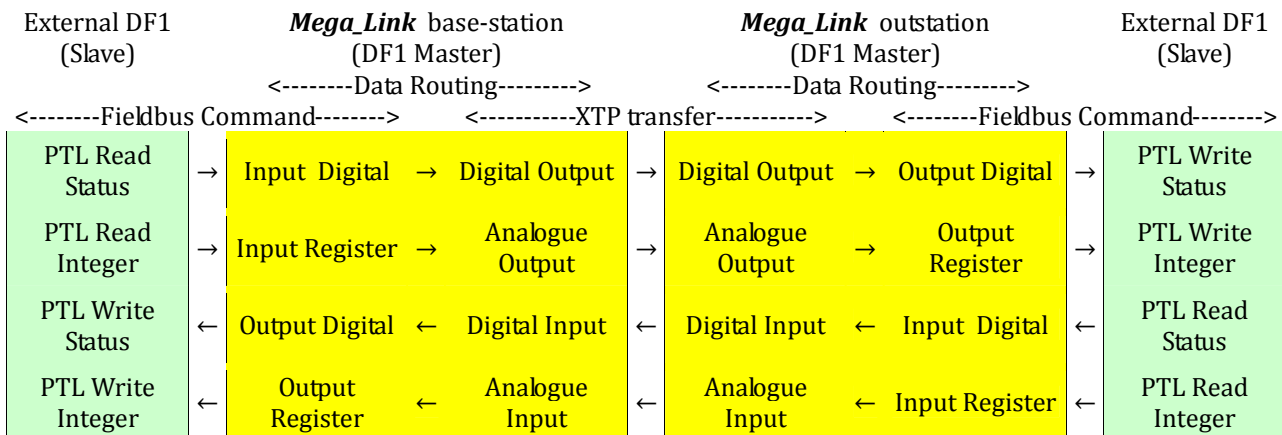 External DF1 Mega_Link base-station Mega_Link outstation External DF1
(Slave) (DF1 Master) (DF1 Master) (Slave)
<--------Data Routing---------> <--------Data Routing--------->
<--------Fieldbus Command--------> <-----------XTP transfer-----------> <--------Fieldbus Command-------->
PTL Read Status → Input Digital → Digital Output → Digital Output → Output Digital → PTL Write Status
PTL Read Integer → Input Register → Analogue Output → Analogue Output → Output Register → PTL Write Integer
PTL Write Status ← Output Digital ← Digital Input ← Digital Input ← Input Digital ← PTL Read Status
PTL Write Integer ← Output Register ← Analogue Input ← Analogue Input ← Input Register ← PTL Read Integer